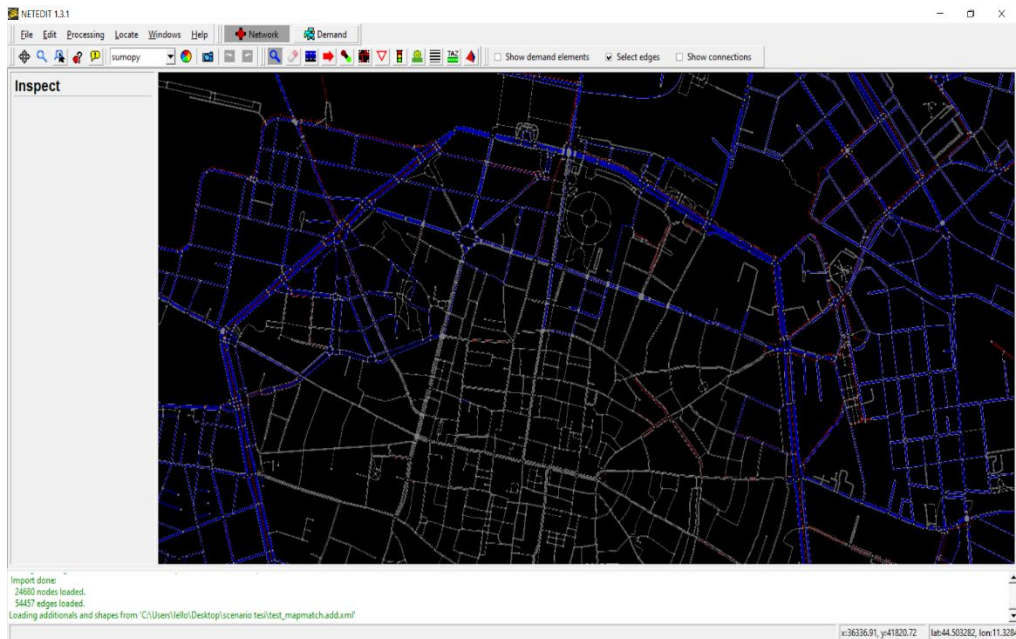 NETEDIT 1.3.1
File Edit Processing Locate Windows Help Network Demand
sumopy TAZ Show demand elements Select edges Show connections
Inspect
Import done:
24680 nodes loaded.
54457 edges loaded.
Loading additionals and shapes from 'C:\Users\lello\Desktop\scenario tesi\test_mapmatch.add.xml'
x:36336.91, y:41820.72 lat:44.503282, lon:11.328